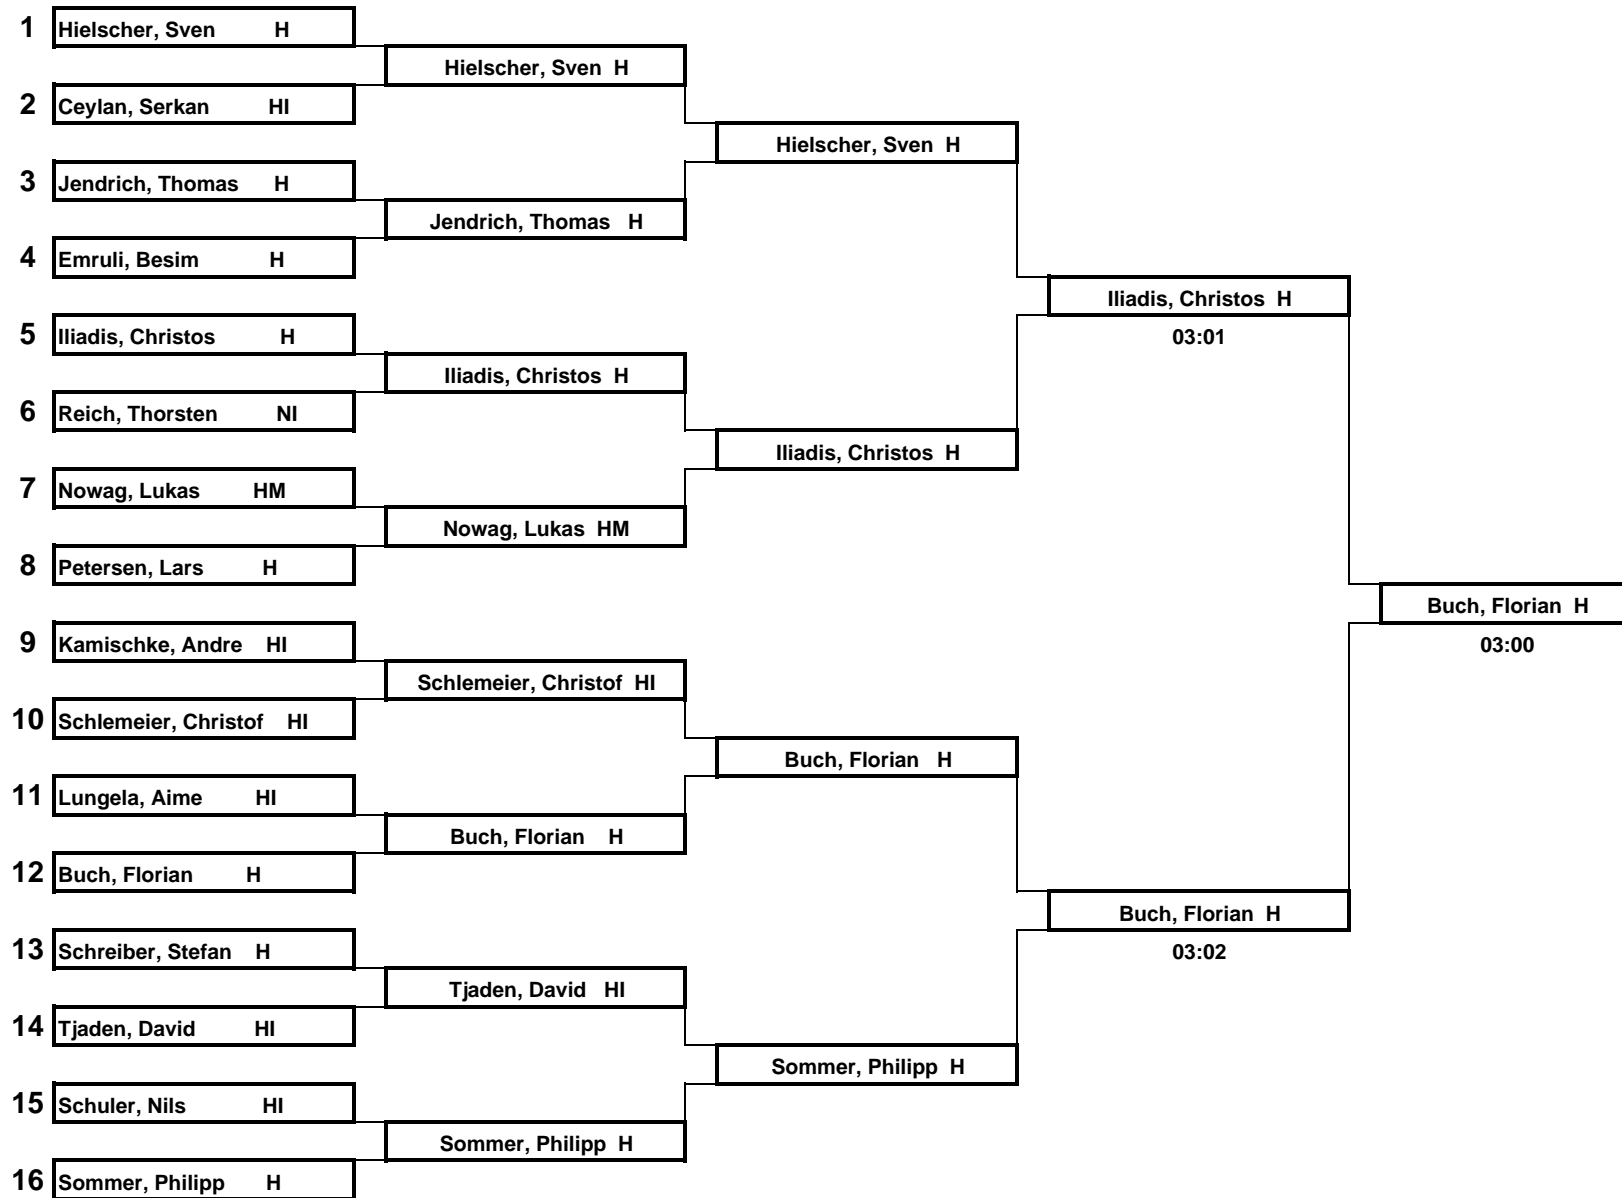 1 Hielscher, Sven H
Hielscher, Sven H
2 Ceylan, Serkan HI
Hielscher, Sven H
3 Jendrich, Thomas H
Jendrich, Thomas H
4 Emruli, Besim H
Iliadis, Christos H
5 Iliadis, Christos H
03:01
Iliadis, Christos H
6 Reich, Thorsten NI
Iliadis, Christos H
7 Nowag, Lukas HM
Nowag, Lukas HM
8 Petersen, Lars H
Buch, Florian H
9 Kamischke, Andre HI
03:00
Schlemeier, Christof HI
10 Schlemeier, Christof HI
Buch, Florian H
11 Lungela, Aime HI
Buch, Florian H
12 Buch, Florian H
Buch, Florian H
13 Schreiber, Stefan H
03:02
Tjaden, David HI
14 Tjaden, David HI
Sommer, Philipp H
15 Schuler, Nils HI
Sommer, Philipp H
16 Sommer, Philipp H